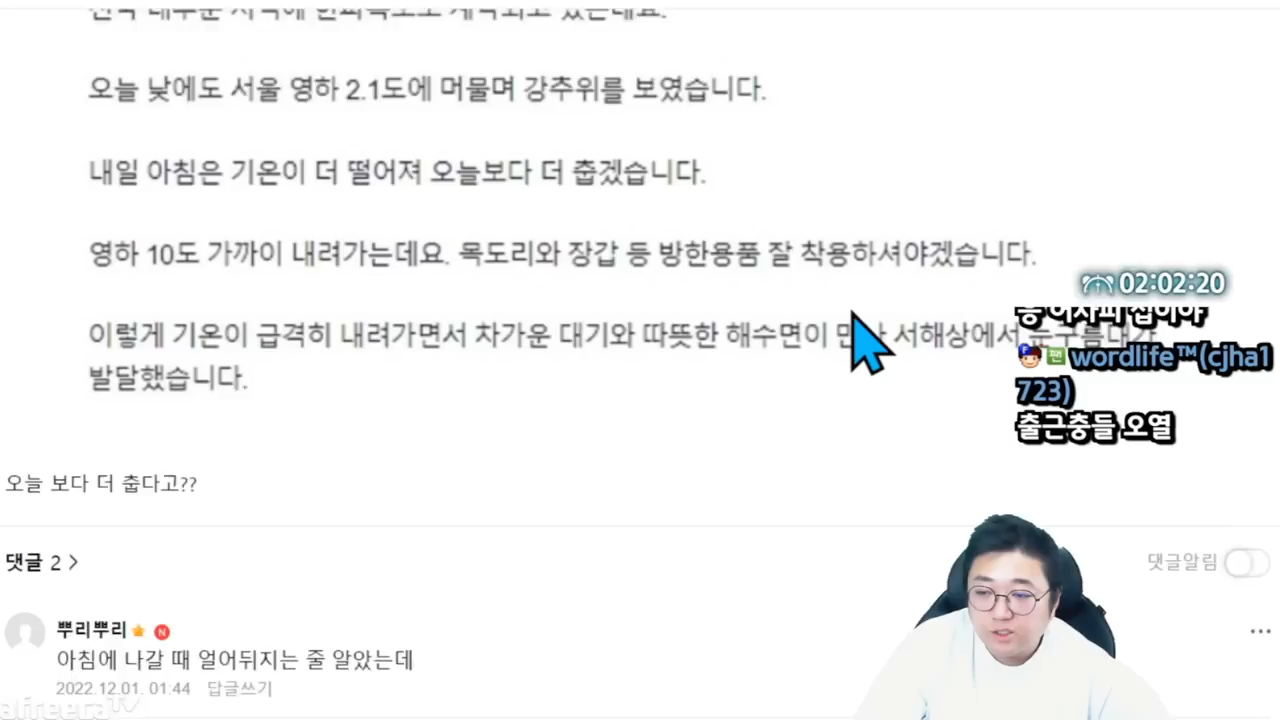 오늘 낮에도 서울 영하 2.1도에 머물며 강추위를 보였습니다.
내일 아침은 기온이 더 떨어져 오늘보다 더 춥겠습니다.
영하 10도 가까이 내려가는데요. 목도리와 장갑 등 방한용품 잘 착용하셔야겠습니다.
02:02:20
이렇게 기온이 급격히 내려가면서 차가운 대기와 따뜻한 해수면이 서해상에서
발달했습니다.
wordlife™(cjha1
723)
출근충들 오열
오늘 보다 더 춥다고??
댓글 2 >
댓글알림
뿌리뿌리 N
아침에 나갈 때 얼어뒤지는 줄 알았는데
2022.12.01. 01:44 답글쓰기
afreecaTV